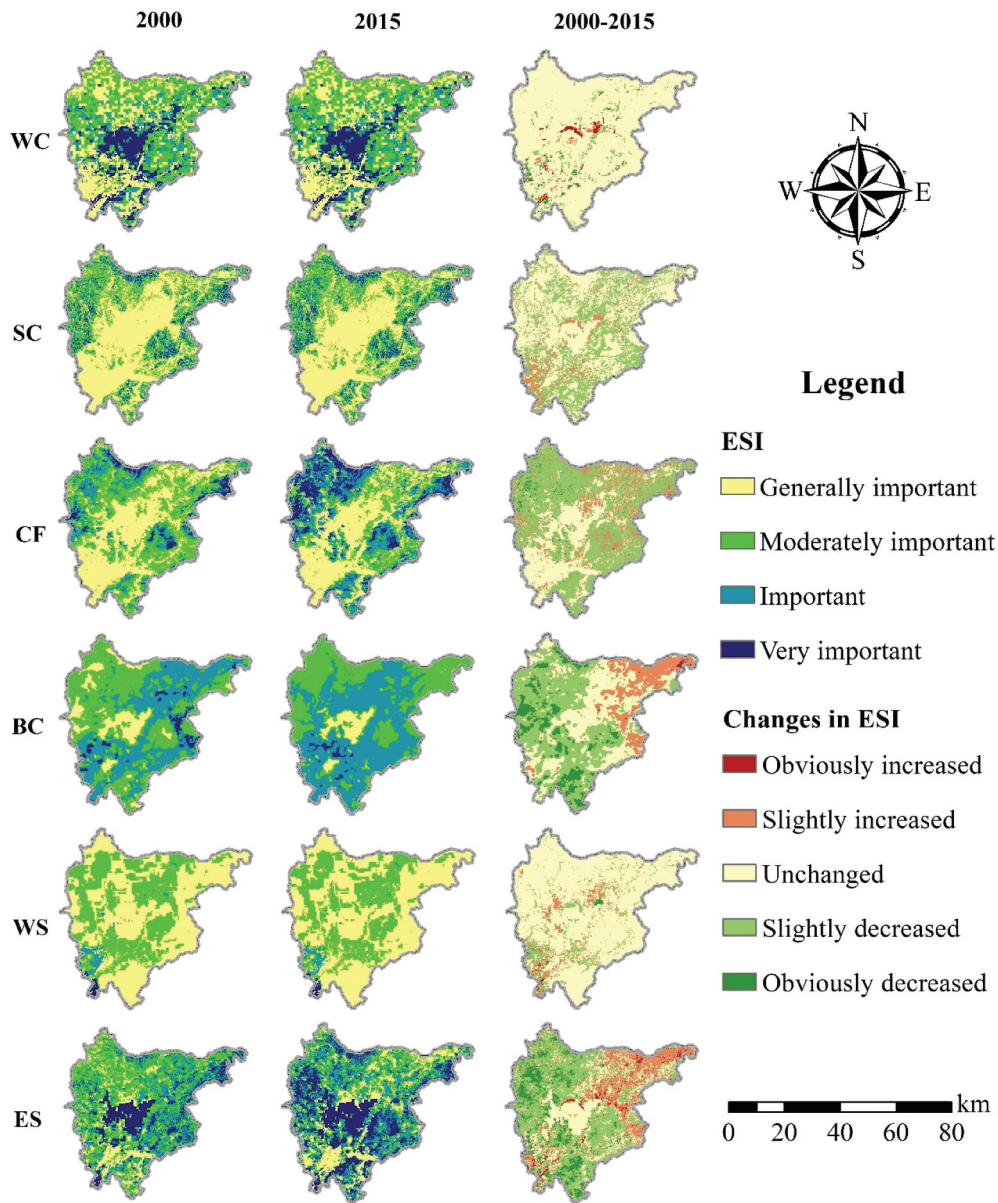 2000 2015 2000-2015
WC
SC
CF
BC
WS
ES
N
W E
S
Legend
ESI
Generally important
Moderately important
Important
Very important
Changes in ESI
Obviously increased
Slightly increased
Unchanged
Slightly decreased
Obviously decreased
km
0 20 40 60 80